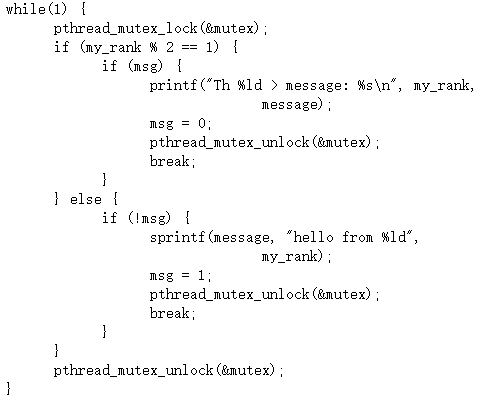 while(1) {
pthread_mutex_lock(&mutex);
if (my_rank % 2 == 1) {
if (msg) {
printf("Th %ld > message: %s\n", my_rank,
message);
msg = 0;
pthread_mutex_unlock(&mutex);
break;
}
} else {
if (!msg) {
sprintf(message, "hello from %ld",
my_rank);
msg = 1;
pthread_mutex_unlock(&mutex);
break;
}
}
pthread_mutex_unlock(&mutex);
}